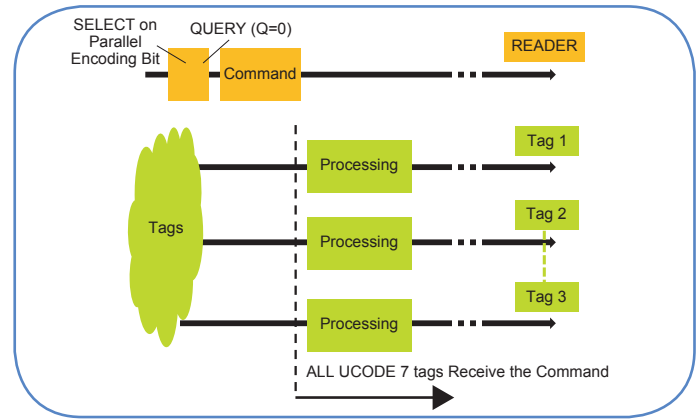 SELECT on
Parallel
Encoding Bit
QUERY (Q=0)
READER
Command
Tags
Processing
Tag 1
Processing
Tag 2
Processing
Tag 3
ALL UCODE 7 tags Receive the Command